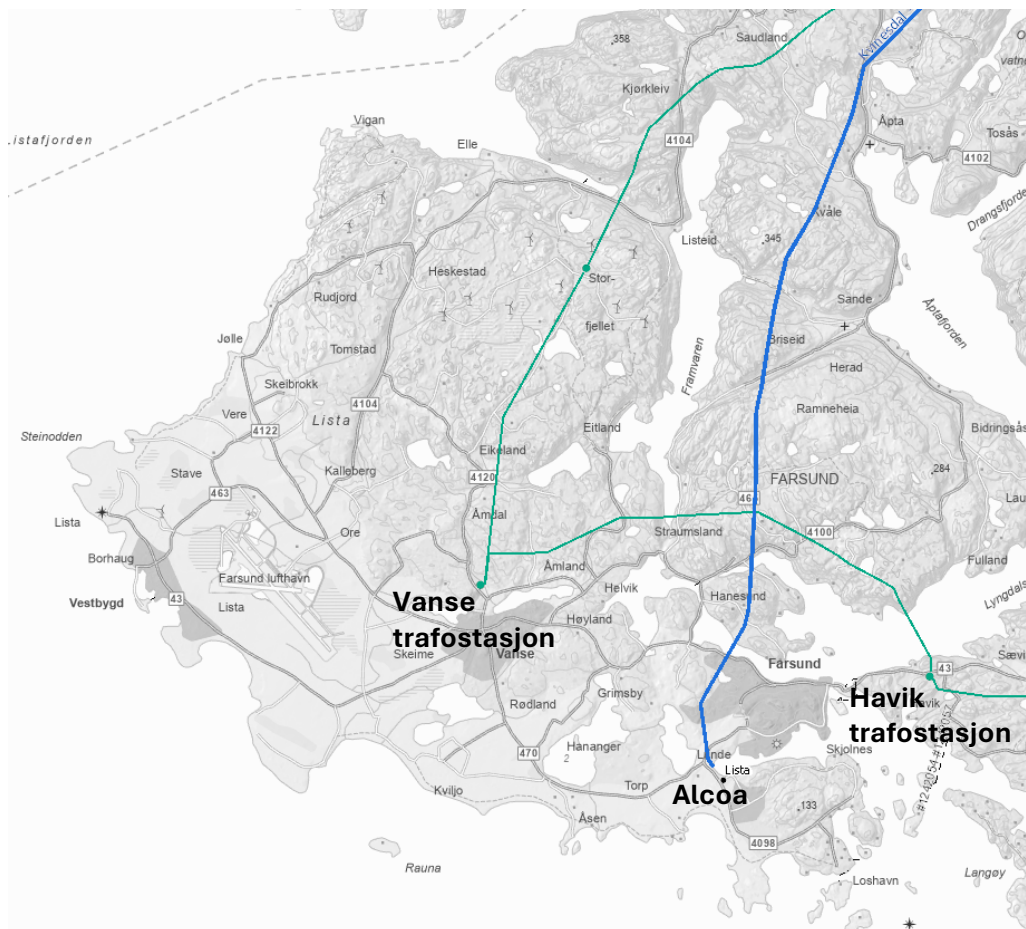 358
Saudland
Kvinesdal
Kjørkleiv
Vigan
Listafjorden
Elle
4104
Åpta
Tosås
4102
Drangsfjorde
Kvåle
345
Listeid
Heskestad
Stor-
fjellet
Rudjord
Sande
Åptafjorden
Jølle
Tomstad
Briseid
Framvaren
Herad
Skeibrokk
4104
Lista
Vere
4122
Ramneheia
Steinodden
Eitland
Bidringsås
Eikeland
Stave
Kalleberg
4120
FARSUND
284
463
Lista
Åmdal
Ore
Straumsland
4100
Borhaug
Åmland
Fulland
Farsund lufthavn
Helvik
Hanesund
Vestbygd
43
Lista
Vanse
trafostasjon
Høyland
Lyngdals
Skeime
Vanse
Farsund
43
Sævi
Grimsby
Havik
trafostasjon
Rødland
Skjolnes
470
Hananger
2
Lunde
Lista
Kviljo
Torp
Alcoa
133
Åsen
4098
Rauna
Loshavn
Langøy